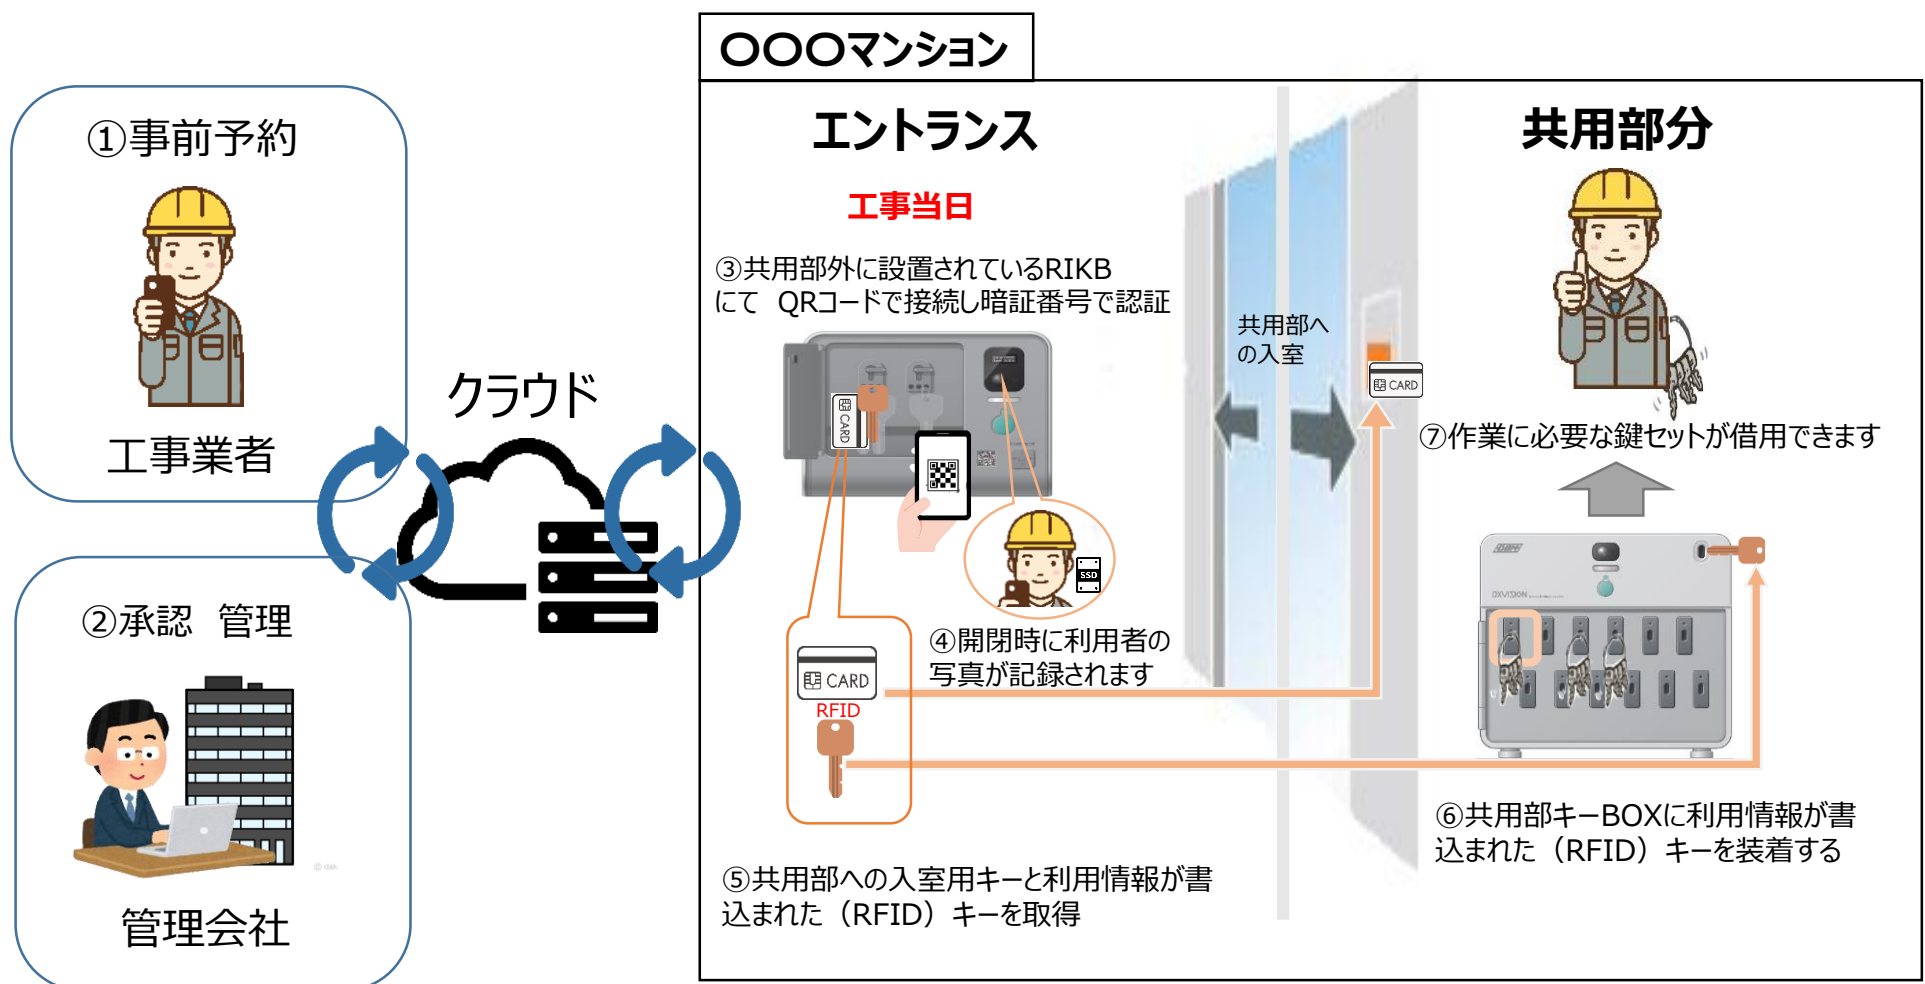 〇〇〇マンション
①事前予約
工事業者
クラウド
②承認　管理
管理会社
© dak
エントランス
工事当日
③共用部外に設置されているRIKB
にて　QRコードで接続し暗証番号で認証
CARD
SSD
④開閉時に利用者の
写真が記録されます
CARD
RFID
⑤共用部への入室用キーと利用情報が書
込まれた（RFID）キーを取得
共用部へ
の入室
CARD
共用部分
⑦作業に必要な鍵セットが借用できます
DXVISION
⑥共用部キーBOXに利用情報が書
込まれた（RFID）キーを装着する